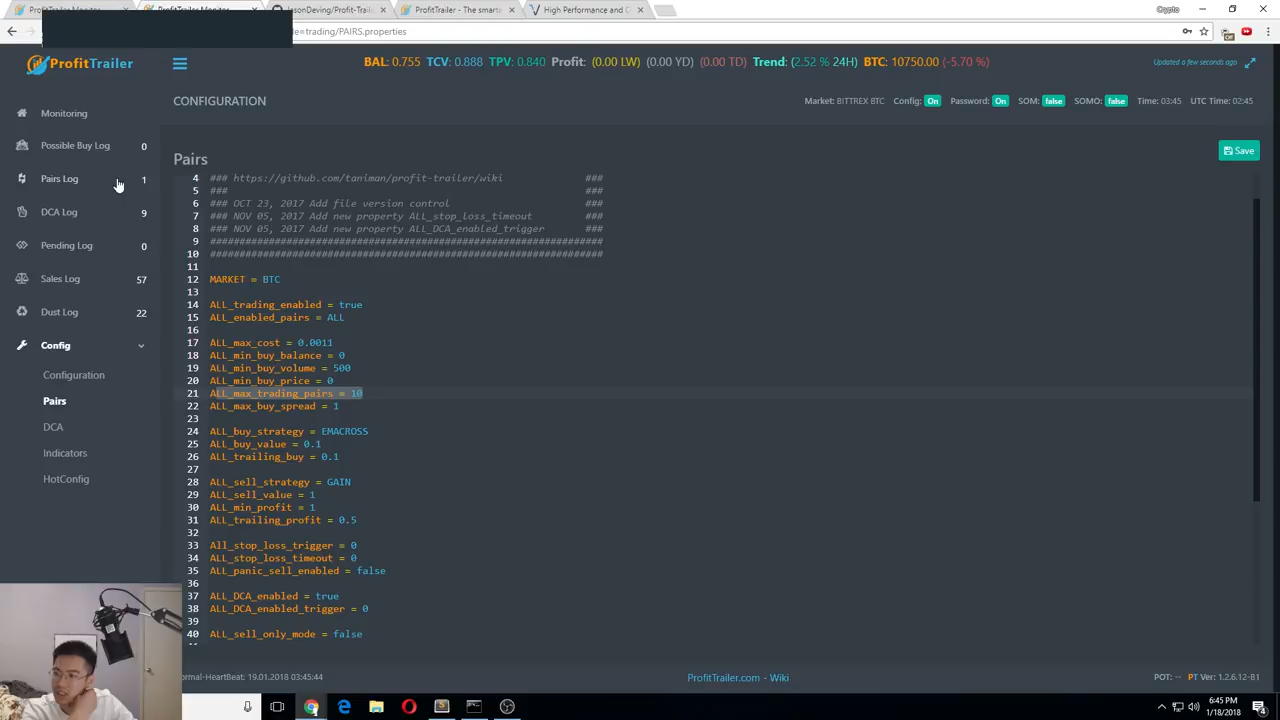 ProfitTrailer Monitor
ProfitTrailer Monitor
JasonDeving/Profit-Traile
ProfitTrailer - The smarte
High Performance and D
Crypto
le=trading/PAIRS.properties
ProfitTrailer
BAL: 0.755 TCV: 0.888 TPV: 0.840 Profit: (0.00 LW) (0.00 YD) (0.00 TD) Trend: (2.52 % 24H) BTC: 10750.00 (-5.70 %)
Updated a few seconds ago
CONFIGURATION
Market: BITTREX BTC Config: On Password: On SOM: false SOMO: false Time: 03:45 UTC Time: 02:45
Monitoring
Possible Buy Log 0
Pairs Log 1
DCA Log 9
Pending Log 0
Sales Log 57
Dust Log 22
Config
Configuration
Pairs
DCA
Indicators
HotConfig
Pairs
Save
4 ### https://github.com/taniman/profit-trailer/wiki ###
5 ### ###
6 ### OCT 23, 2017 Add file version control ###
7 ### NOV 05, 2017 Add new property ALL_stop_loss_timeout ###
8 ### NOV 05, 2017 Add new property ALL_DCA_enabled_trigger ###
9 ###################################################################
10 ###################################################################
11
12 MARKET = BTC
13
14 ALL_trading_enabled = true
15 ALL_enabled_pairs = ALL
16
17 ALL_max_cost = 0.0011
18 ALL_min_buy_balance = 0
19 ALL_min_buy_volume = 500
20 ALL_min_buy_price = 0
21 ALL_max_trading_pairs = 10
22 ALL_max_buy_spread = 1
23
24 ALL_buy_strategy = EMACROSS
25 ALL_buy_value = 0.1
26 ALL_trailing_buy = 0.1
27
28 ALL_sell_strategy = GAIN
29 ALL_sell_value = 1
30 ALL_min_profit = 1
31 ALL_trailing_profit = 0.5
32
33 All_stop_loss_trigger = 0
34 ALL_stop_loss_timeout = 0
35 ALL_panic_sell_enabled = false
36
37 ALL_DCA_enabled = true
38 ALL_DCA_enabled_trigger = 0
39
40 ALL_sell_only_mode = false
ormal-HeartBeat: 19.01.2018 03:45:44
ProfitTrailer.com - Wiki
POT: -- PT Ver: 1.2.6.12-81
6:45 PM
1/18/2018
4